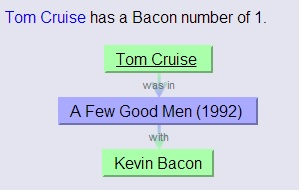 Tom Cruise has a Bacon number of 1.
Tom Cruise
was in
A Few Good Men (1992)
with
Kevin Bacon